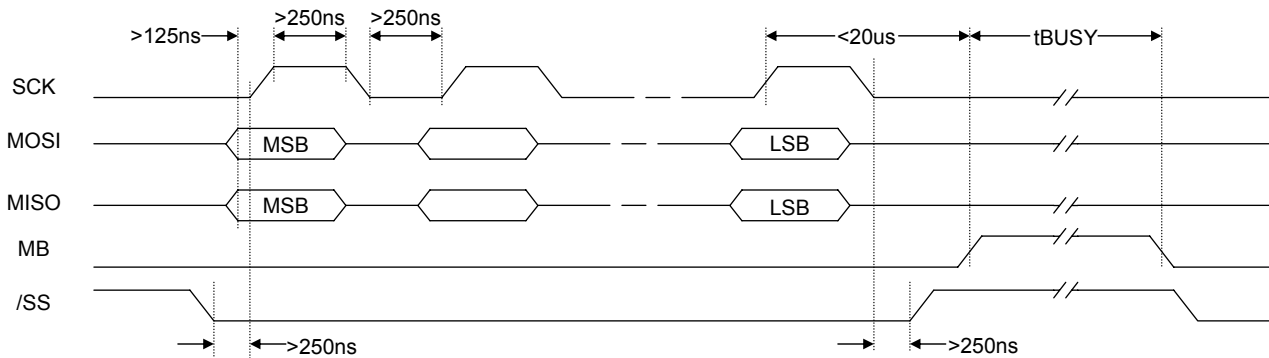 >250ns >250ns
>125ns <20us tBUSY
SCK
MOSI MSB LSB
MISO MSB LSB
MB
/SS
>250ns >250ns